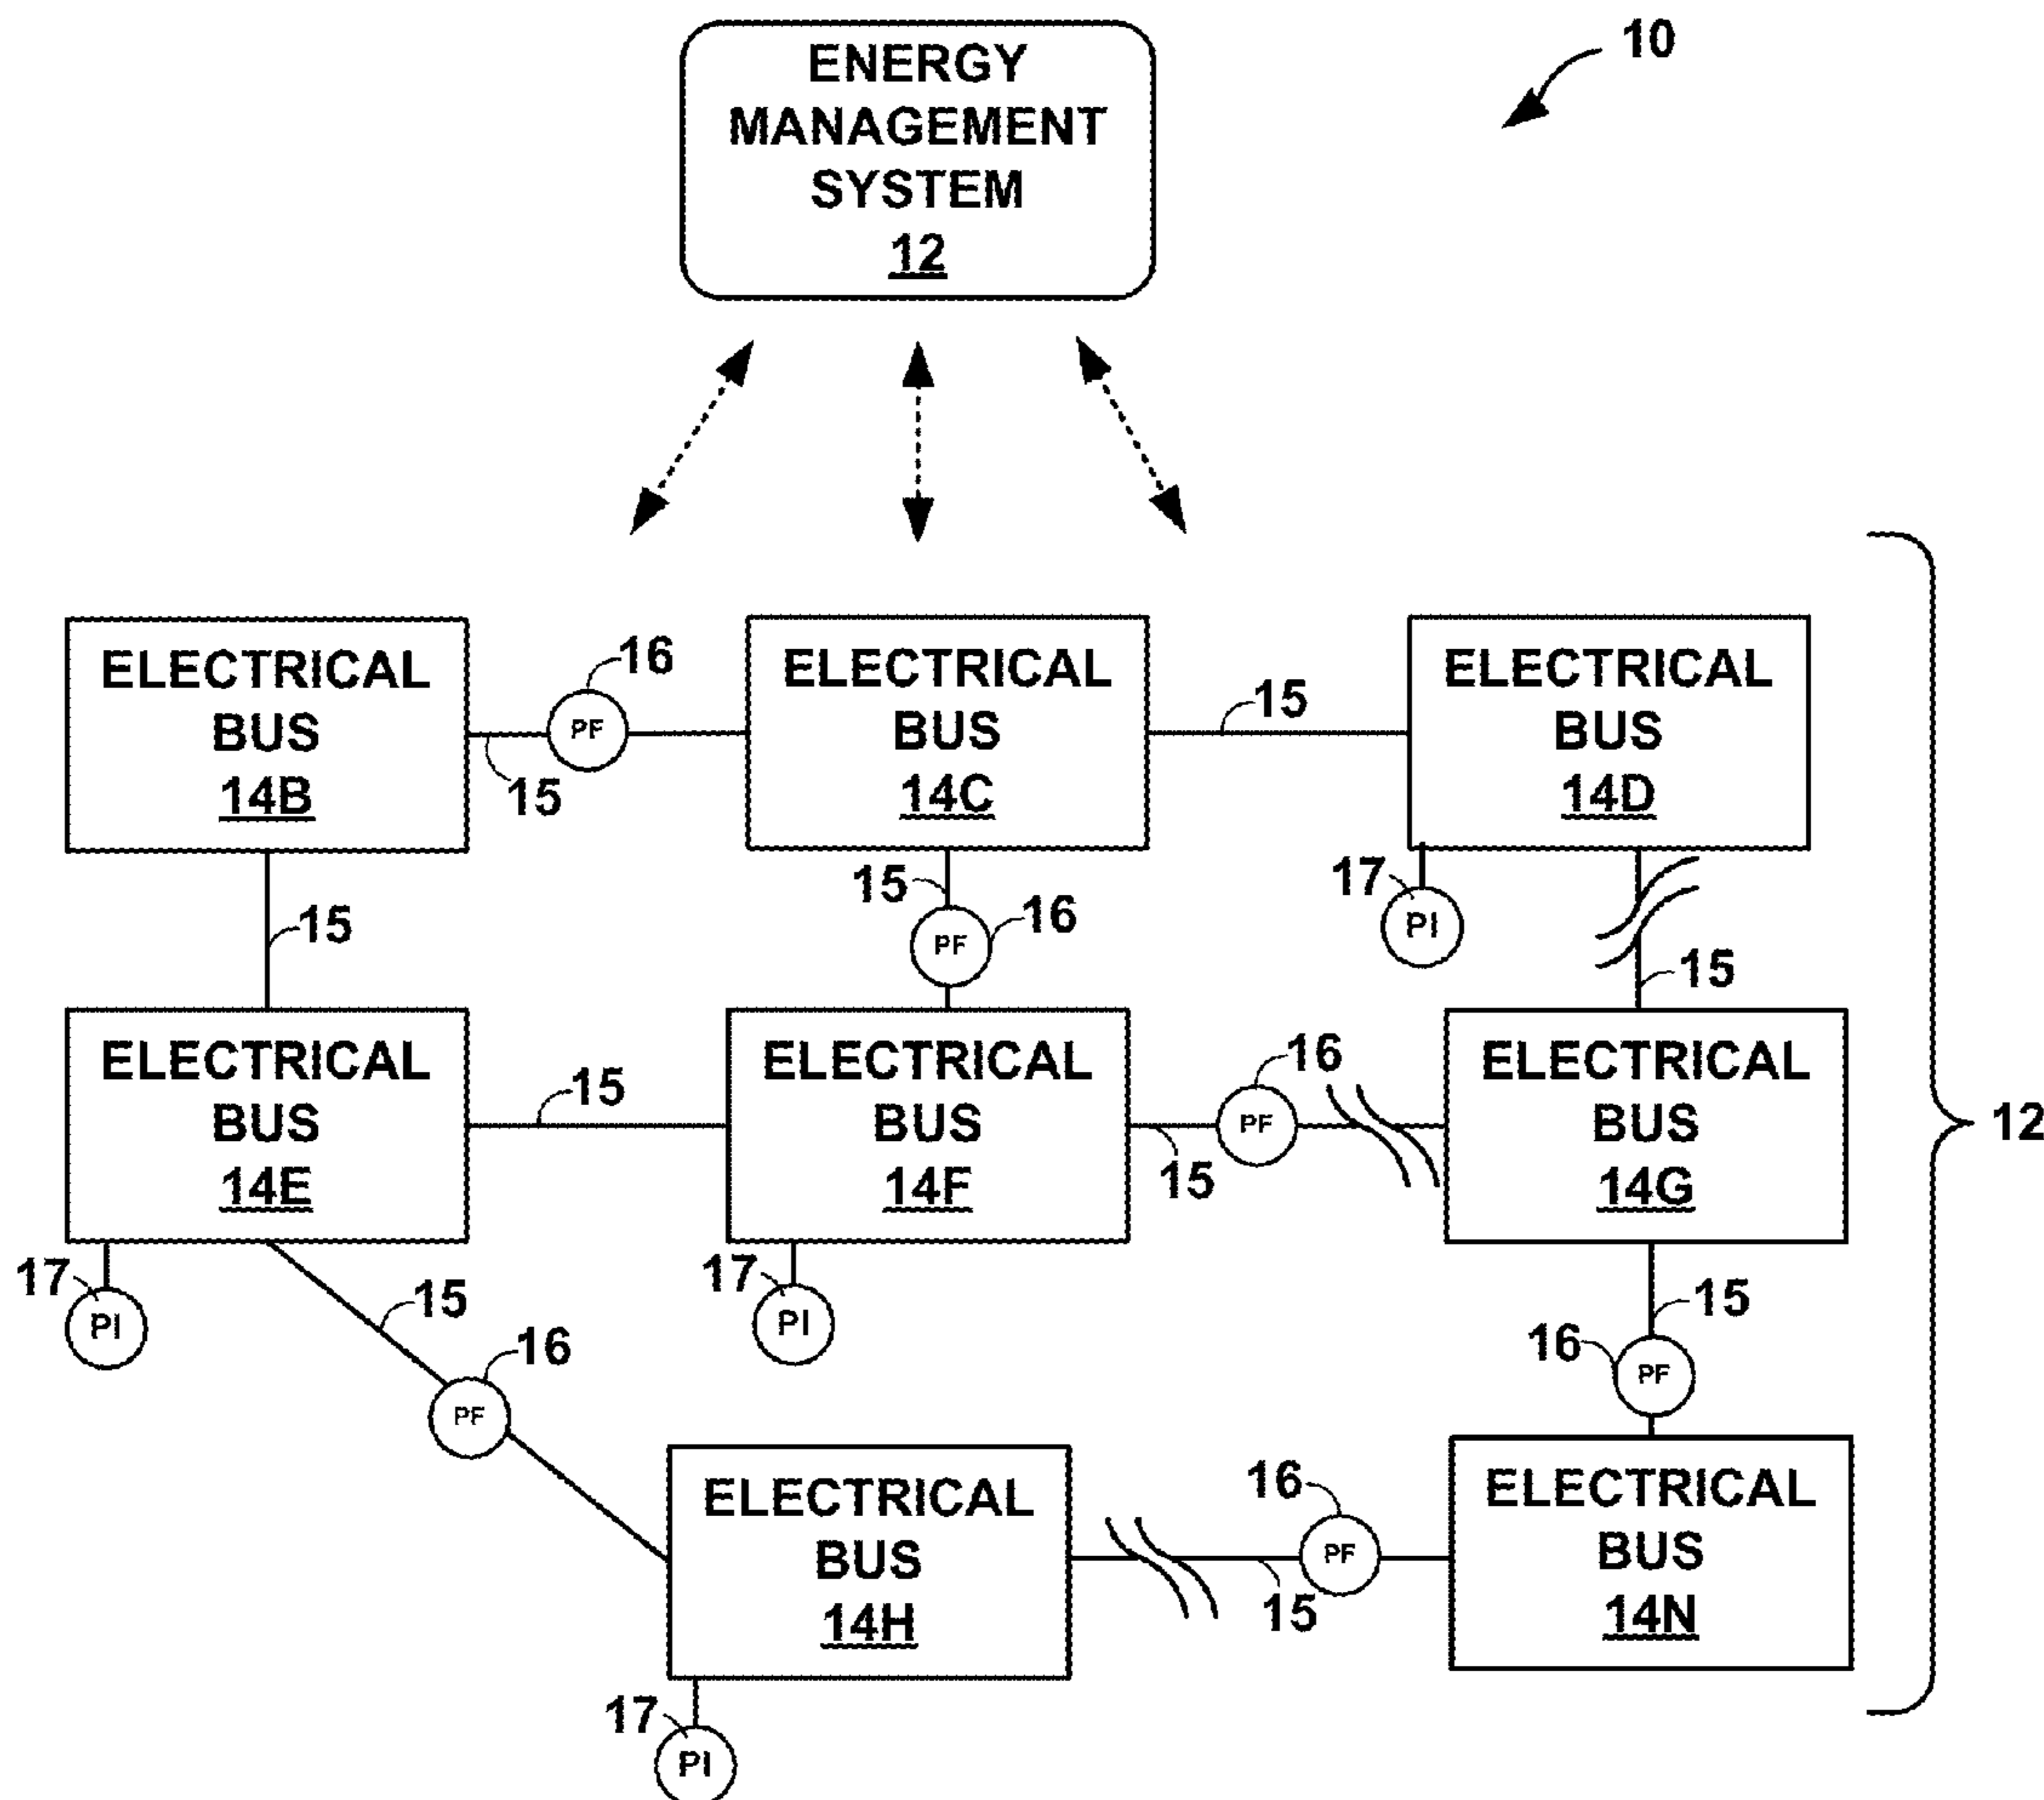 10
ENERGY
MANAGEMENT
SYSTEM
12
ELECTRICAL
BUS
14B
15
16
PF
ELECTRICAL
BUS
14C
15
ELECTRICAL
BUS
14D
15
15
16
PF
17
PI
15
ELECTRICAL
BUS
14E
15
ELECTRICAL
BUS
14F
15
16
PF
ELECTRICAL
BUS
14G
12
17
PI
15
16
PF
17
PI
15
16
PF
ELECTRICAL
BUS
14H
15
16
PF
ELECTRICAL
BUS
14N
17
PI